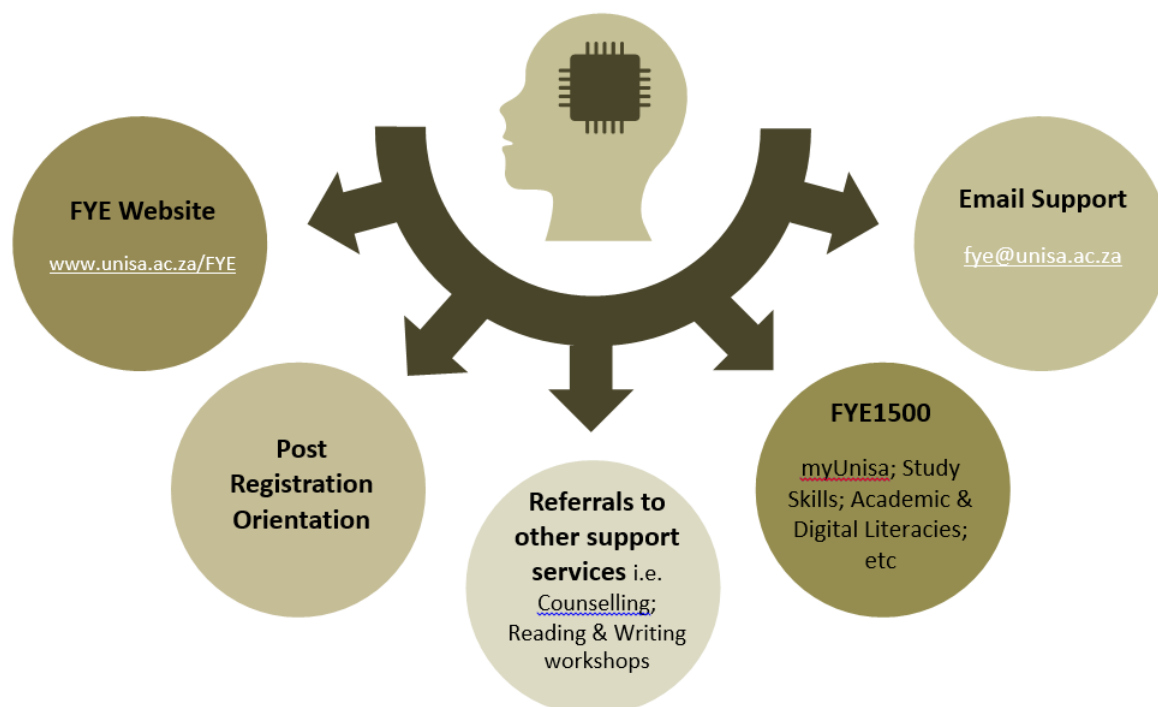 FYE Website
www.unisa.ac.za/FYE
Post
Registration
Orientation
Referrals to
other support
services i.e.
Counselling;
Reading & Writing
workshops
FYE1500
myUnisa; Study
Skills; Academic &
Digital Literacies;
etc
Email Support
fye@unisa.ac.za